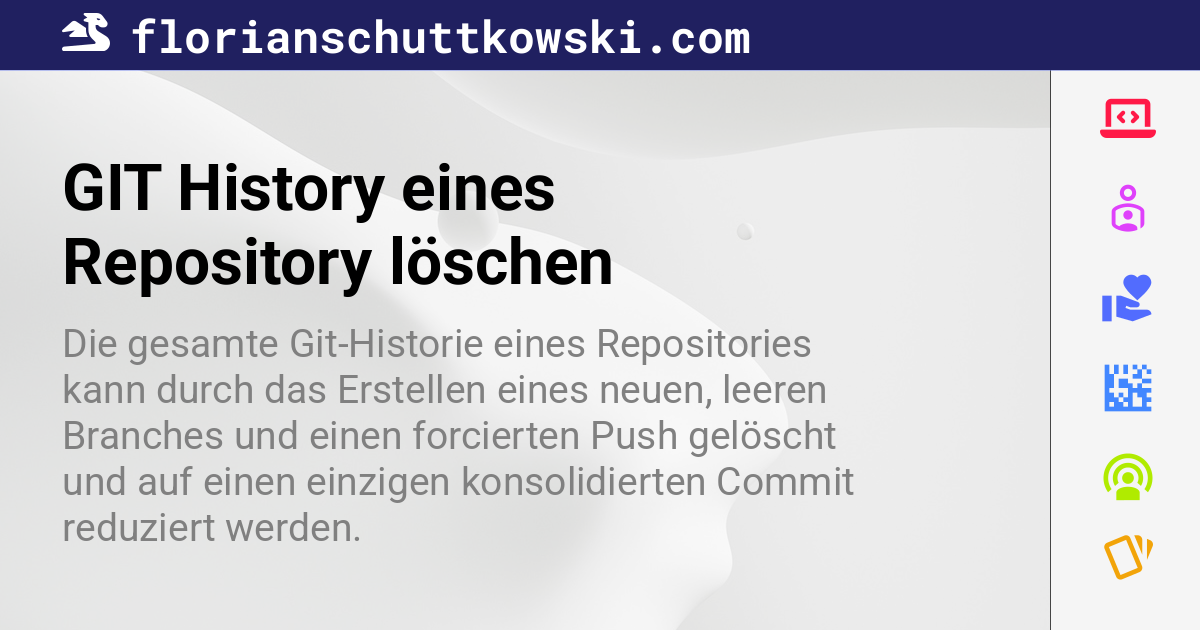 florianschuttkowski.com
GIT History eines
Repository löschen
Die gesamte Git-Historie eines Repositories
kann durch das Erstellen eines neuen, leeren
Branches und einen forcierten Push gelöscht
und auf einen einzigen konsolidierten Commit
reduziert werden.